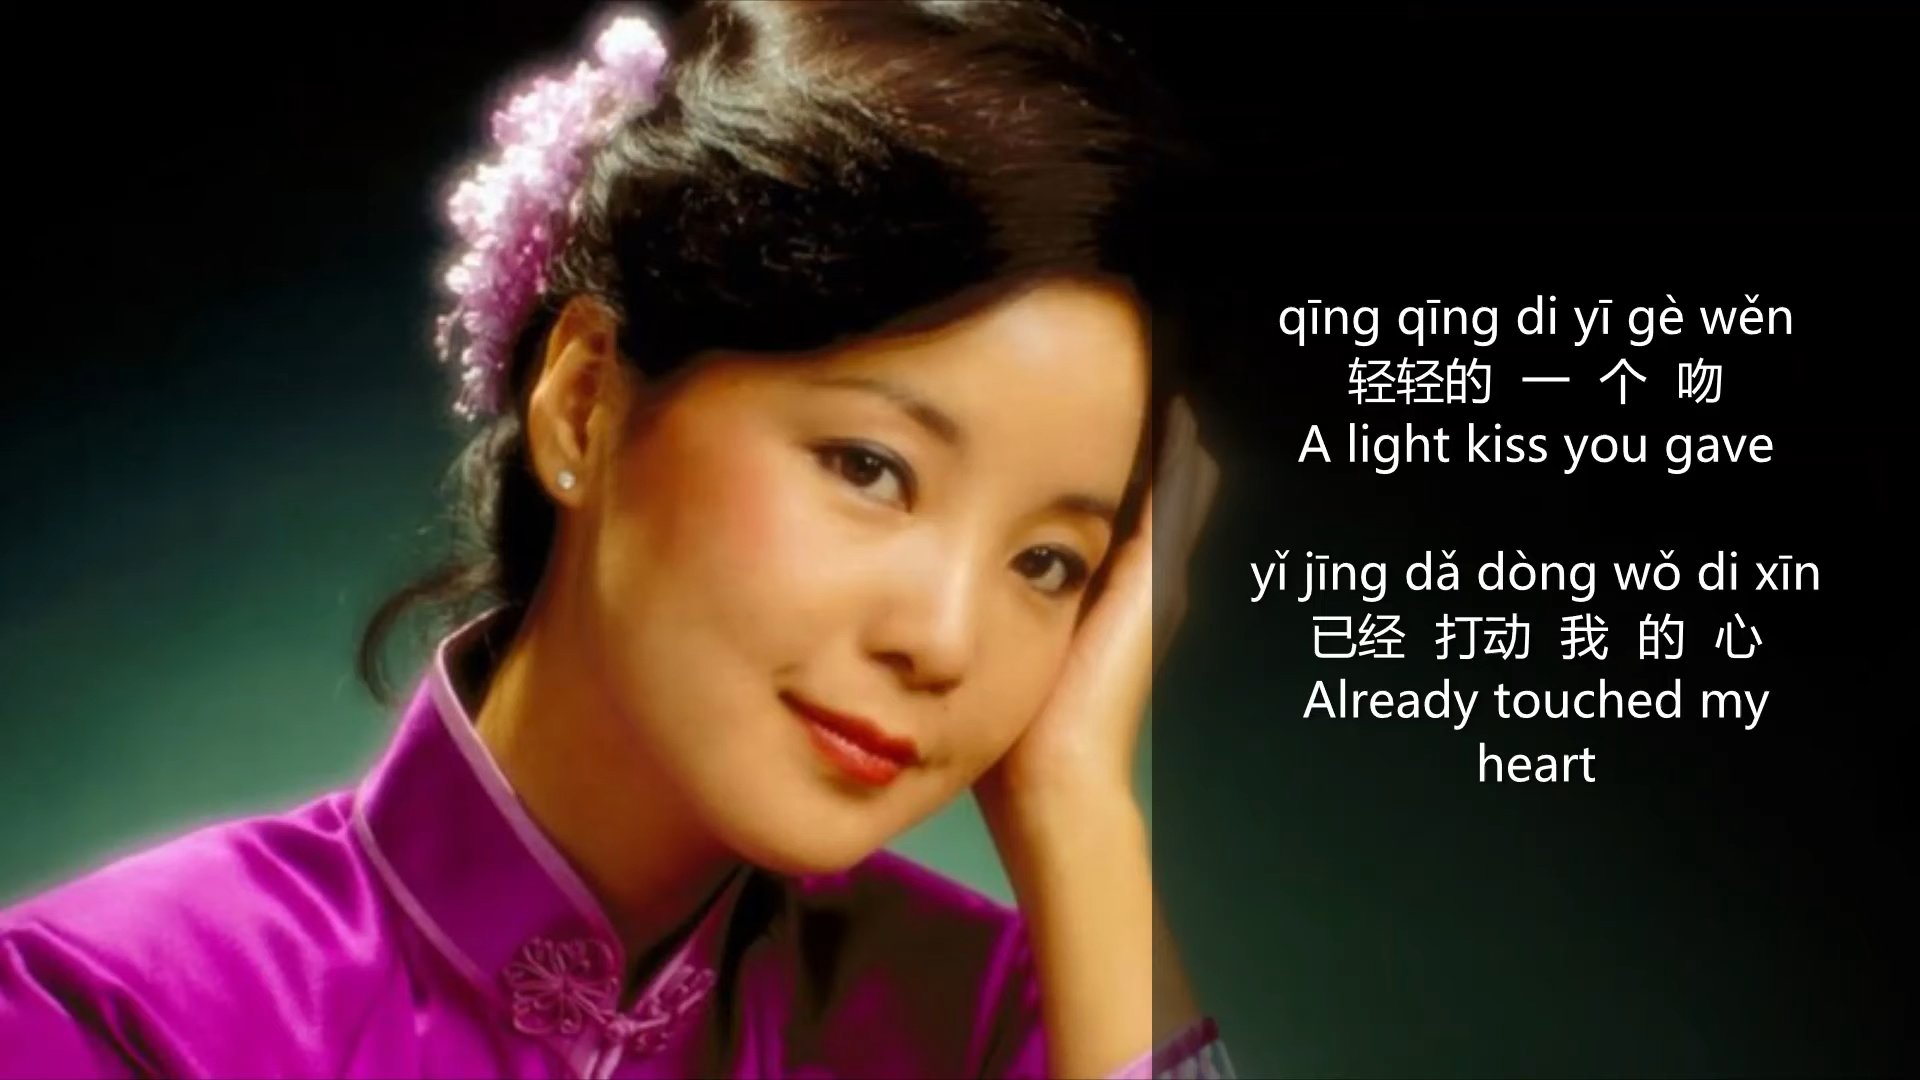 qīng qīng di yī gè wěn
轻轻的 一 个 吻
A light kiss you gave
yǐ jīng dǎ dòng wǒ di xīn
已经 打动 我 的 心
Already touched my
heart